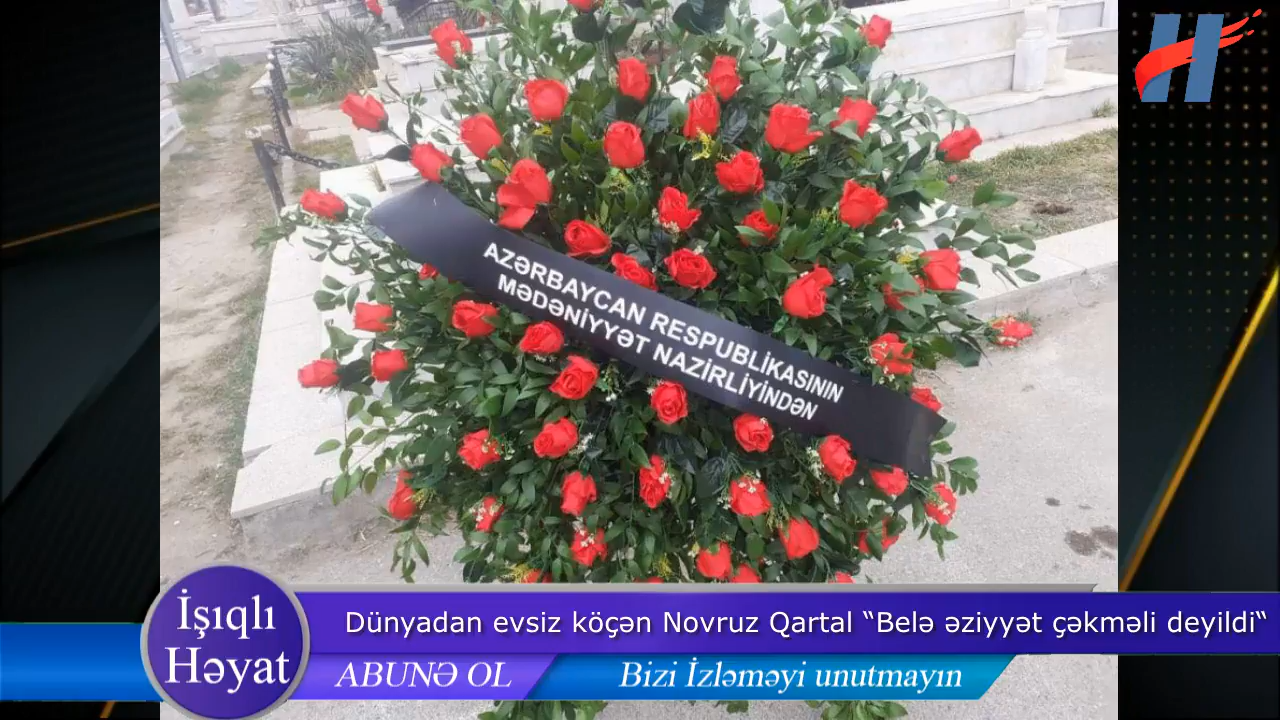 H
AZƏRBAYCAN RESPUBLİKASININ
MƏDƏNİYYƏT NAZİRLİYİNDƏN
İşıqlı
Həyat
Dünyadan evsiz köçən Novruz Qartal “Belə əziyyət çəkməli deyildi“
ABUNƏ OL
Bizi İzləməyi unutmayın